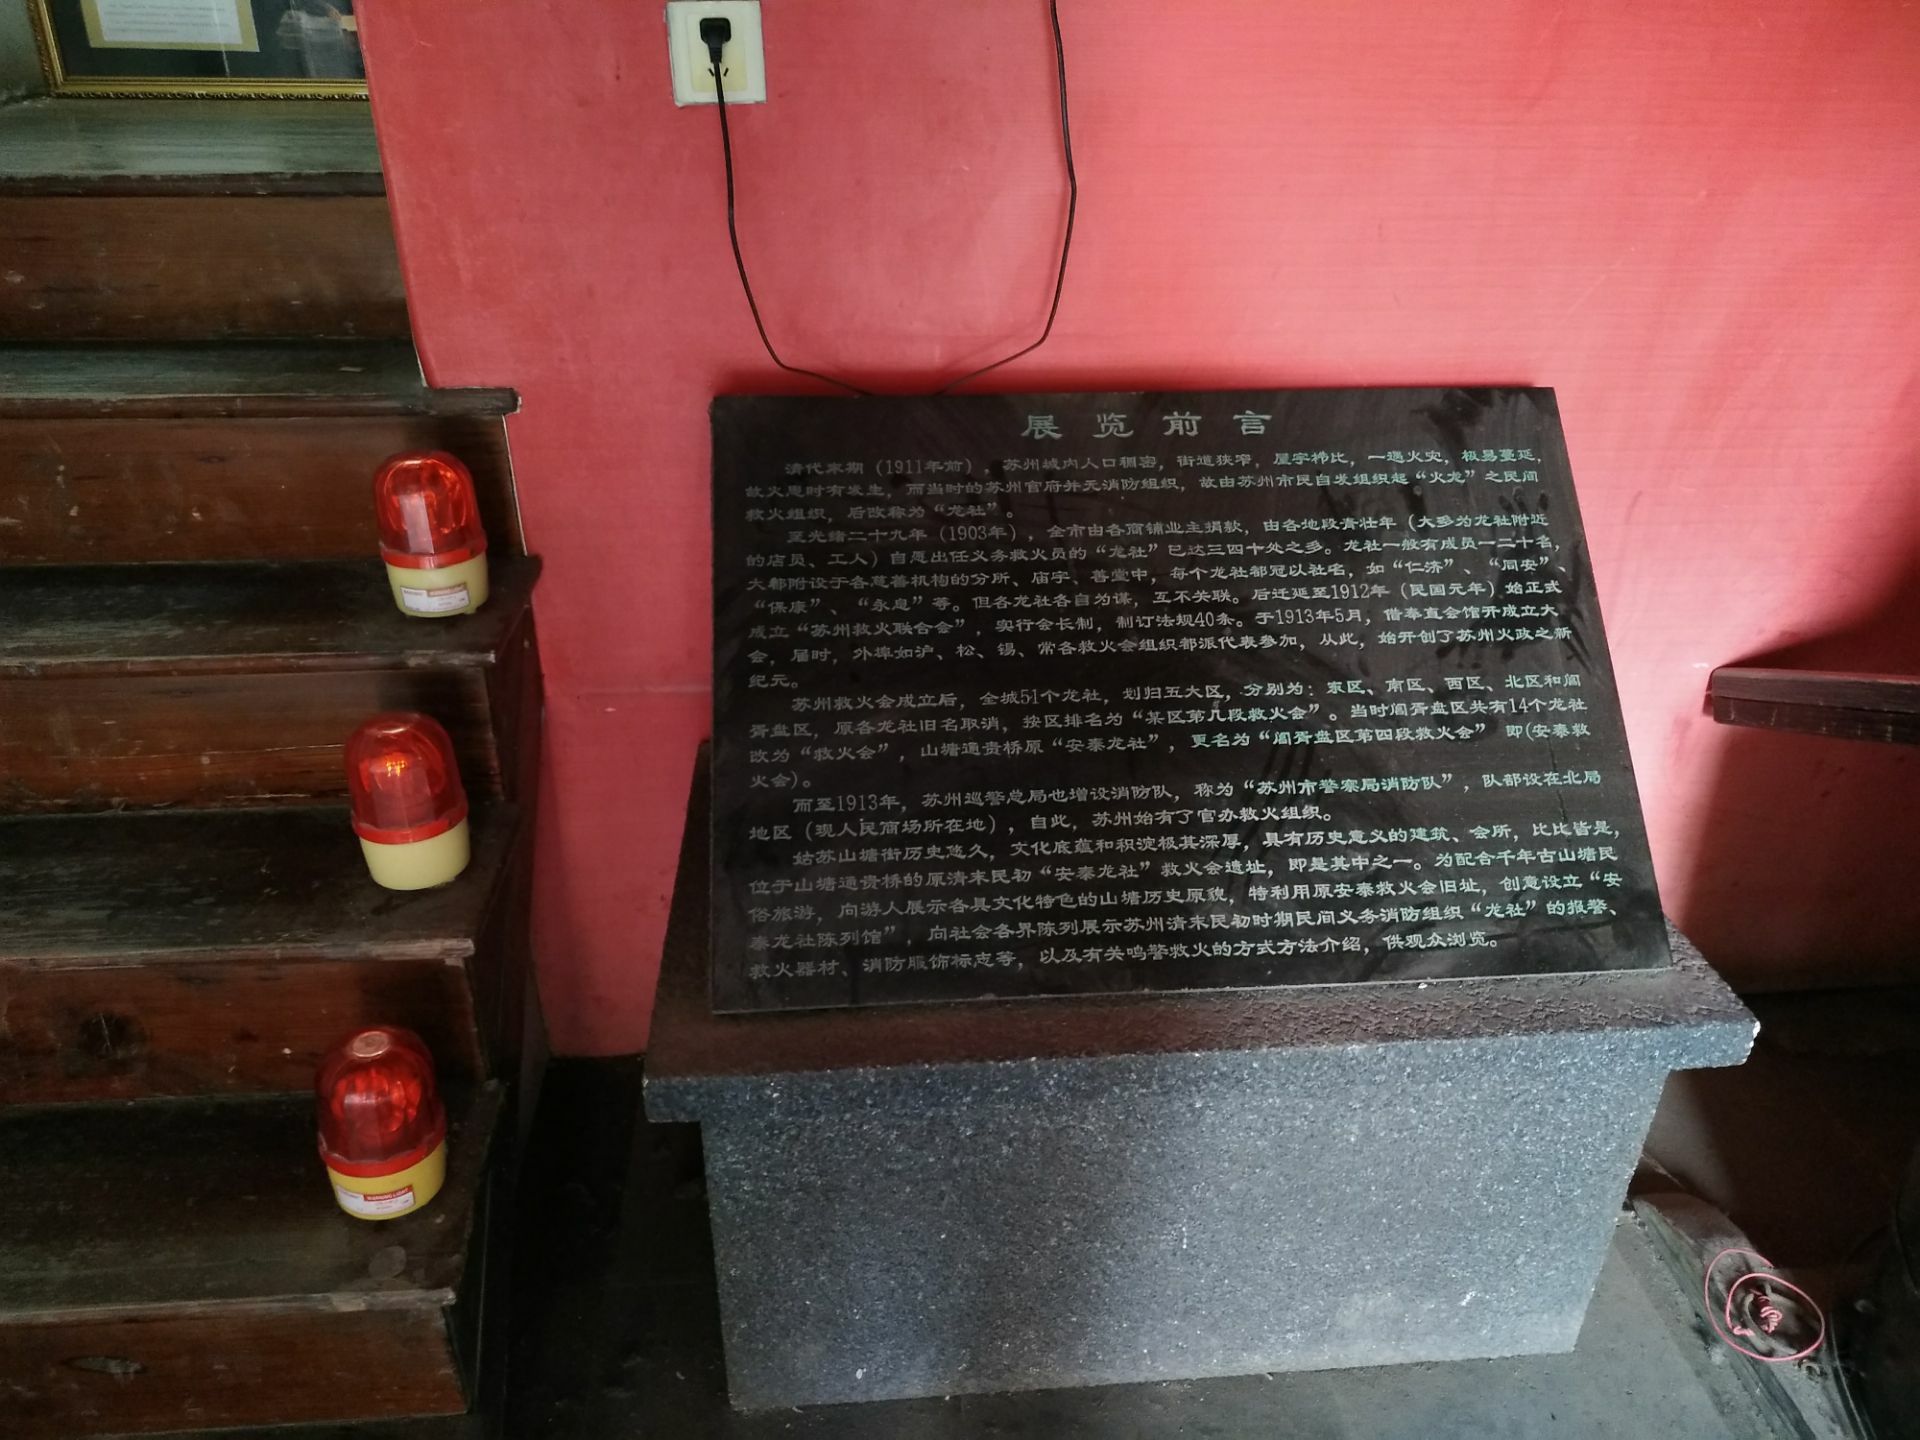 展览前言
清代末期（1911年前），苏州城内人口稠密，街道狭窄，屋宇栉比，一遇火灾，极易蔓延，
故火患时有发生，而当时的苏州官府并无消防组织，故由苏州市民自发组织起“火龙”之民间
救火组织，后改称为“龙社”。
至光绪二十九年（1903年），全市由各商铺业主捐款，由各地段青壮年（大多为龙社附近
的店员、工人）自愿出任义务救火员的“龙社”已达三四十处之多。龙社一般有成员一二十名，
大都附设于各慈善机构的分所、庙宇、善堂中，每个龙社都冠以社名，如“仁济”、“同安”、
“保康”、“永息”等。但各龙社各自为谋，互不关联。后迁延至1912年（民国元年）始正式
成立“苏州救火联合会”，实行会长制，制订法规40条。于1913年5月，借奉直会馆开成立大
会，届时，外埠如沪、松、锡、常各救火会组织都派代表参加，从此，始开创了苏州火政之新
纪元。
苏州救火会成立后，全城51个龙社，划归五大区，分别为：东区、南区、西区、北区和阊
胥盘区，原各龙社旧名取消，按区排名为“某区第几段救火会”。当时阊胥盘区共有14个龙社
改为“救火会”，山塘通贵桥原“安泰龙社”，更名为“阊胥盘区第四段救火会” 即(安泰救
火会)。
而至1913年，苏州巡警总局也增设消防队，称为“苏州市警察局消防队”，队部设在北局
地区（现人民商场所在地），自此，苏州始有了官办救火组织。
姑苏山塘街历史悠久，文化底蕴和积淀极其深厚，具有历史意义的建筑、会所，比比皆是，
位于山塘通贵桥的原清末民初“安泰龙社”救火会遗址，即是其中之一。为配合千年古山塘民
俗旅游，向游人展示各具文化特色的山塘历史原貌，特利用原安泰救火会旧址，创意设立“安
泰龙社陈列馆”，向社会各界陈列展示苏州清末民初时期民间义务消防组织“龙社”的报警、
救火器材、消防服饰标志等，以及有关鸣警救火的方式方法介绍，供观众浏览。
WARNING LIGHT